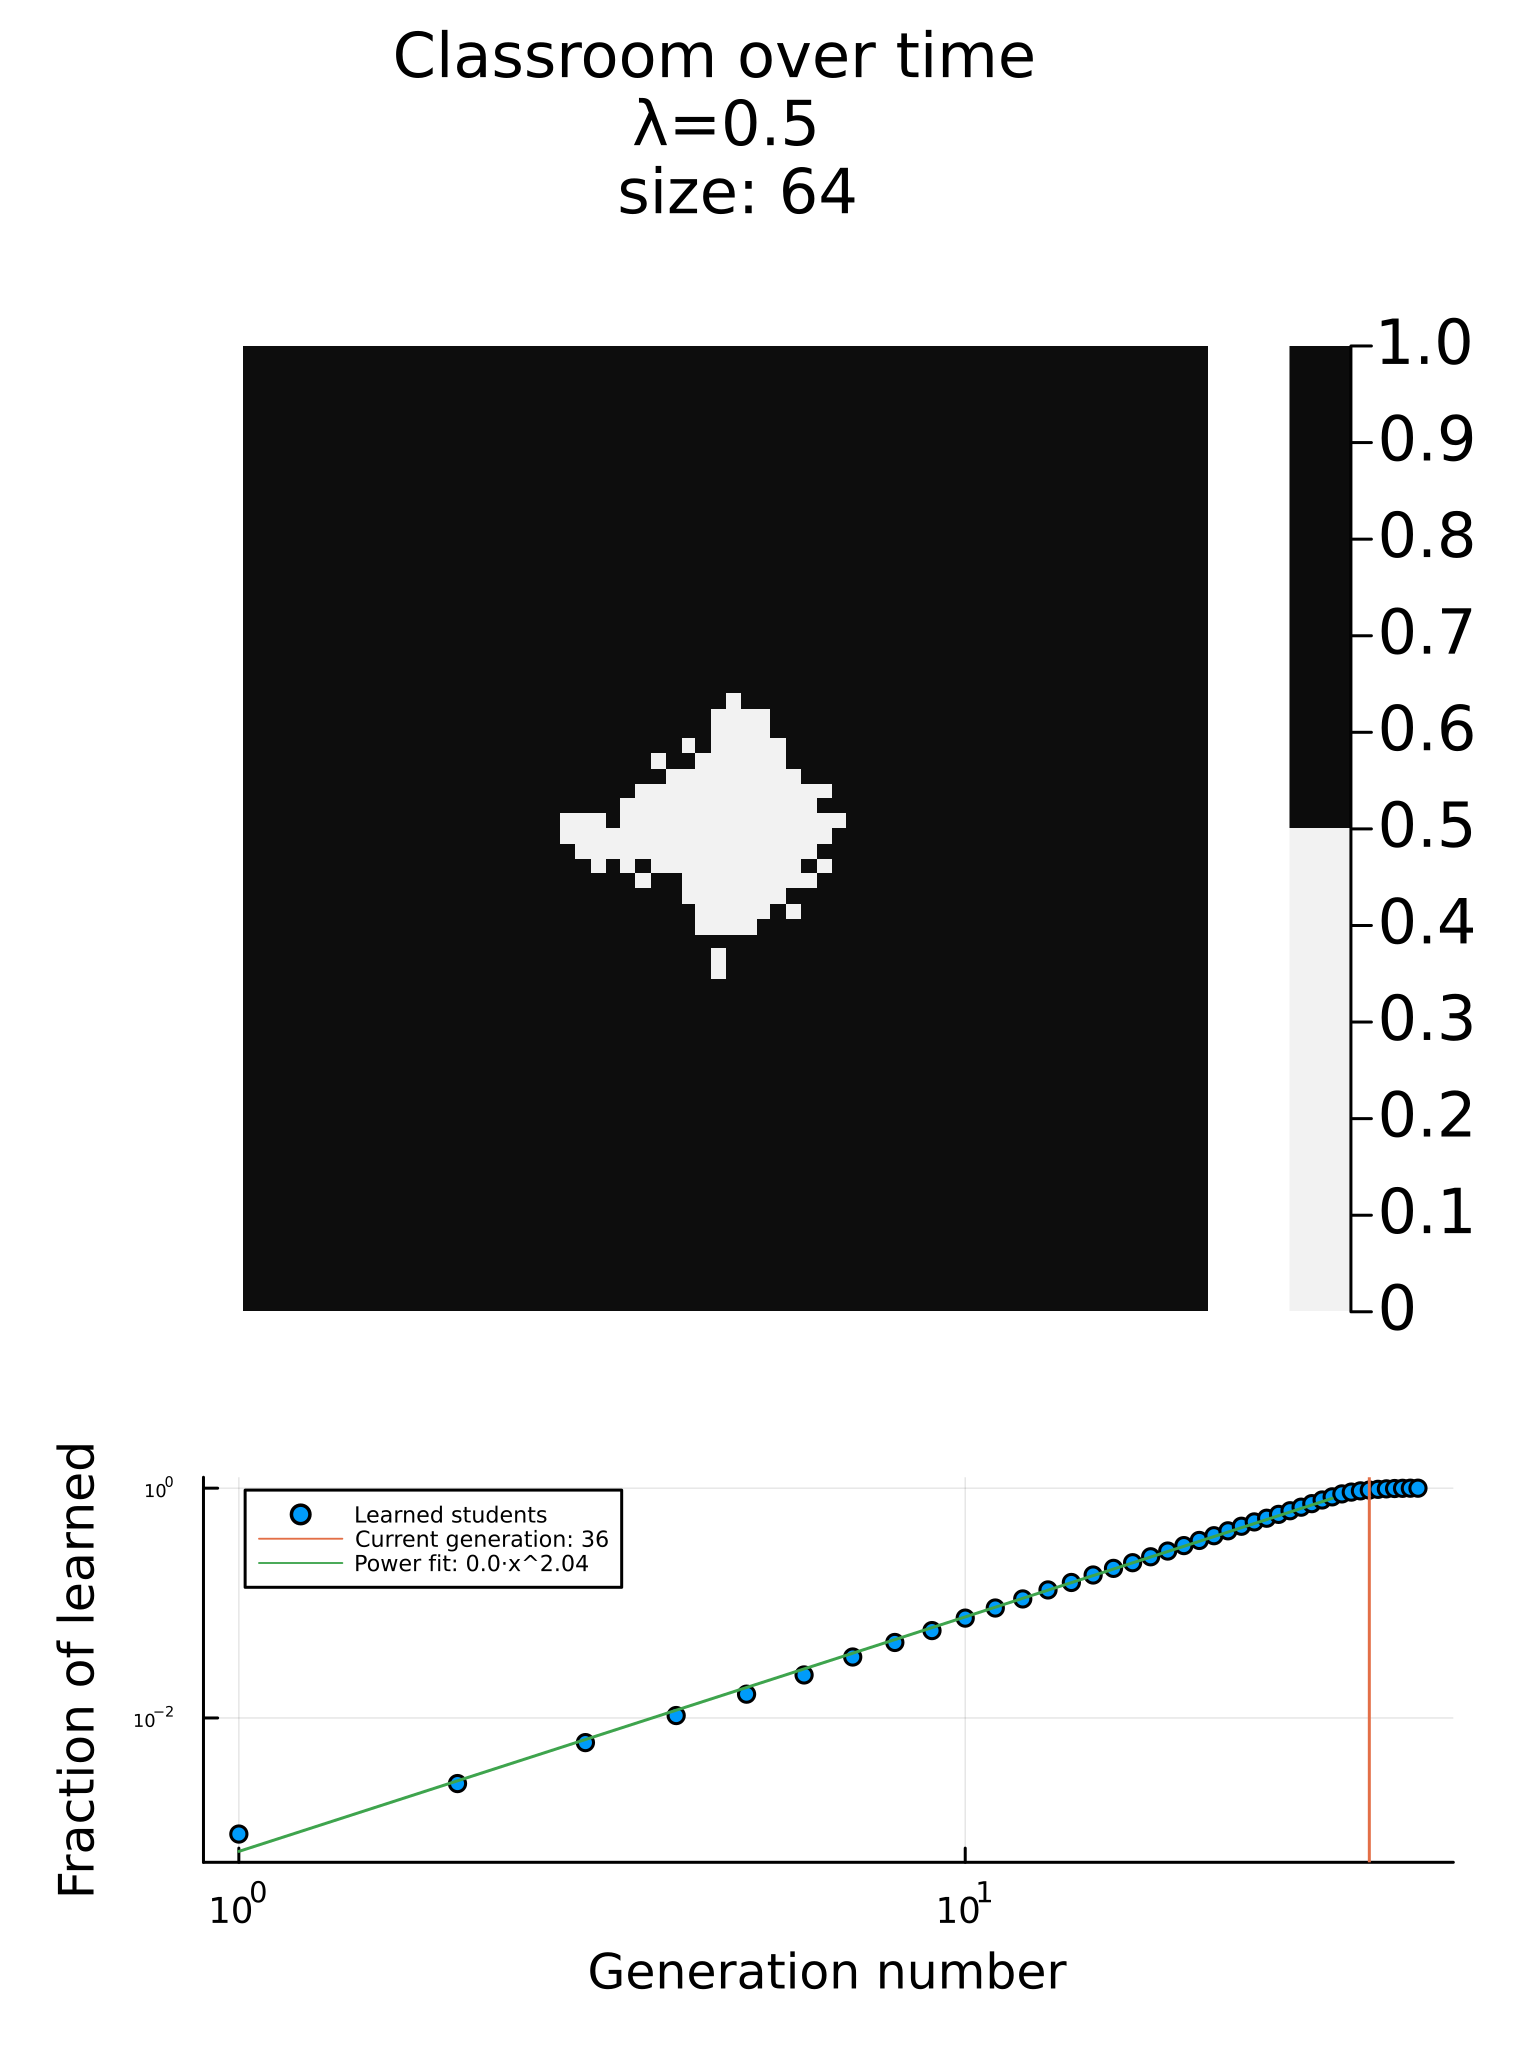 Classroom over time
λ=0.5
size: 64
1.0
0.9
0.8
0.7
0.6
0.5
0.4
0.3
0.2
0.1
0
Fraction of learned
10^0
10^−2
Learned students
Current generation: 36
Power fit: 0.0·x^2.04
10^0
10^1
Generation number